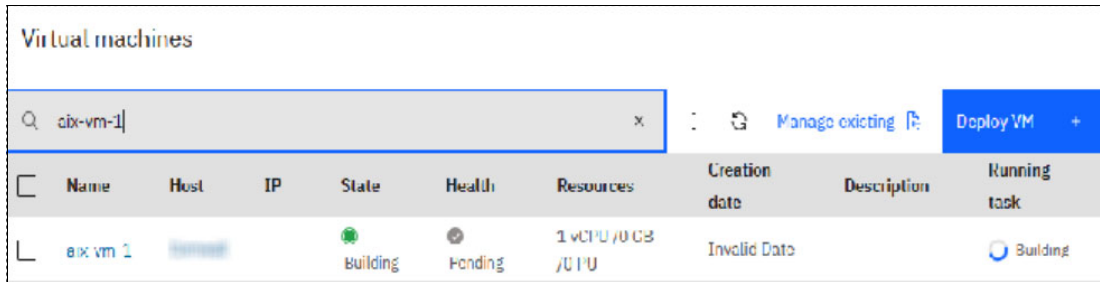 Virtual machines
aix-vm-1 x Manage existing Deploy VM +
Name Host IP State Health Resources Creation date Description Running task
aix-vm-1 Building Pending 1 vCPU /0 GB /0 PU Invalid Date Building